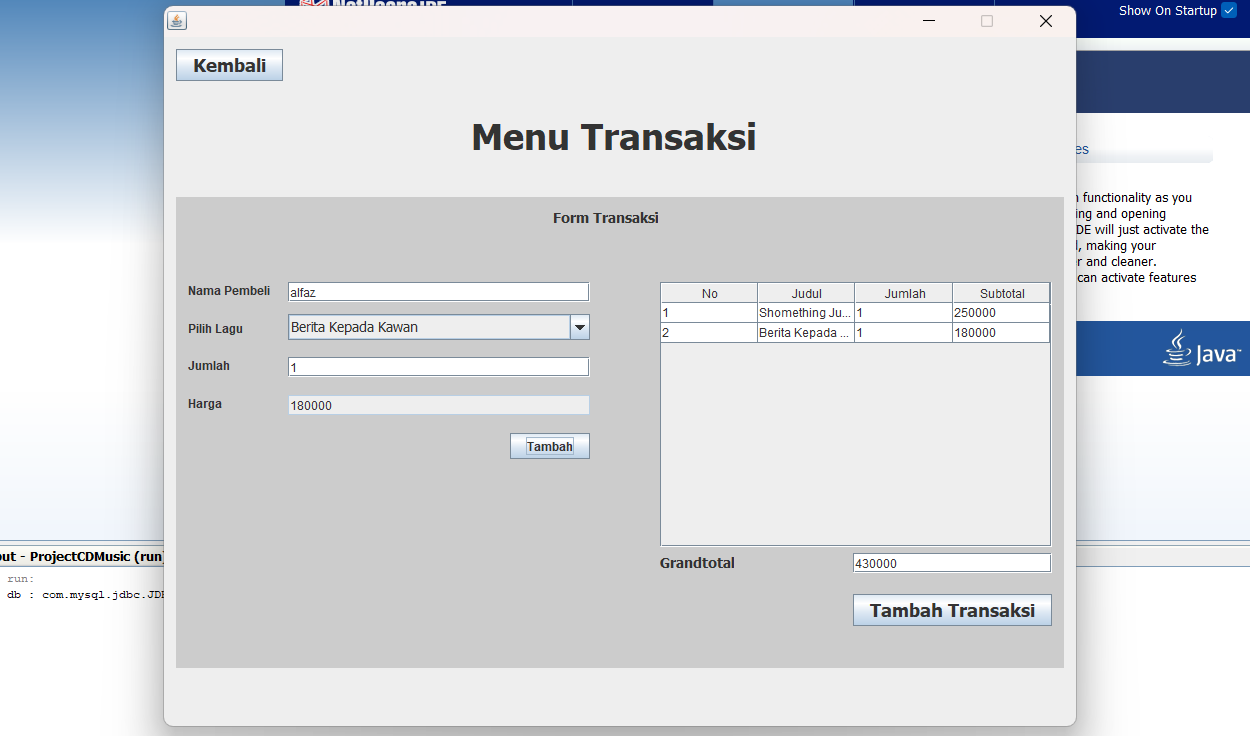 Show On Startup
Kembali
Menu Transaksi
es
Form Transaksi
functionality as you
ing and opening
DE will just activate the
, making your
r and cleaner.
can activate features
Nama Pembeli alfaz
Pilih Lagu Berita Kepada Kawan
Jumlah 1
Harga 180000
Tambah
No Judul Jumlah Subtotal
1 Shomething Ju... 1 250000
2 Berita Kepada ... 1 180000
Java
Grandtotal 430000
Tambah Transaksi
out - ProjectCDMusic (run)
run:
db : com.mysql.jdbc.JD